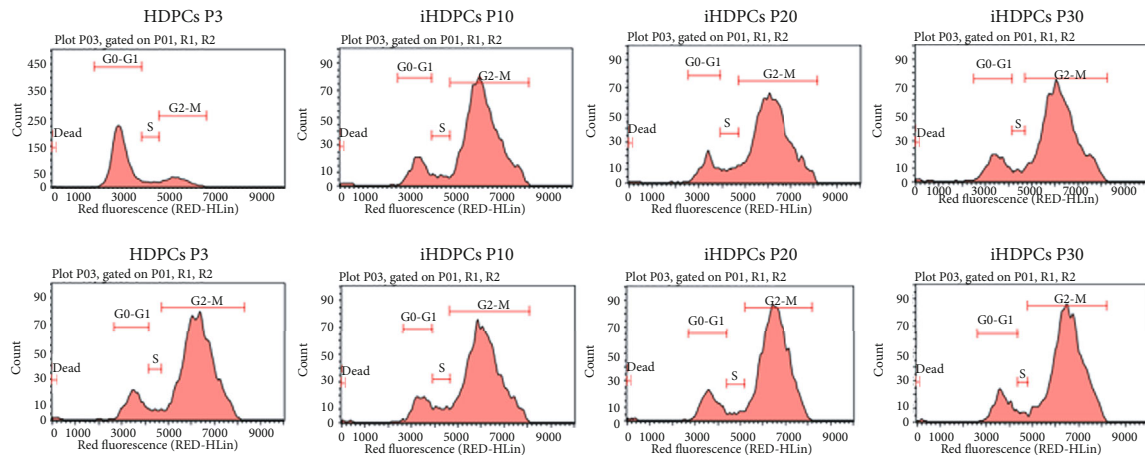 HDPCs P3
Plot P03, gated on P01, R1, R2
450
350
250
150
50
0
Count
Dead
G0-G1
S
G2-M
0 1000 3000 5000 7000 9000
Red fluorescence (RED-HLin)
iHDPCs P10
Plot P03, gated on P01, R1, R2
90
70
50
30
10
0
Count
Dead
G0-G1
S
G2-M
0 1000 3000 5000 7000 9000
Red fluorescence (RED-HLin)
iHDPCs P20
Plot P03, gated on P01, R1, R2
90
70
50
30
10
0
Count
Dead
G0-G1
S
G2-M
0 1000 3000 5000 7000 9000
Red fluorescence (RED-HLin)
iHDPCs P30
Plot P03, gated on P01, R1, R2
90
70
50
30
10
0
Count
Dead
G0-G1
S
G2-M
0 1000 3000 5000 7000 9000
Red fluorescence (RED-HLin)
HDPCs P3
Plot P03, gated on P01, R1, R2
90
70
50
30
10
0
Count
Dead
G0-G1
S
G2-M
0 1000 3000 5000 7000 9000
Red fluorescence (RED-HLin)
iHDPCs P10
Plot P03, gated on P01, R1, R2
90
70
50
30
10
0
Count
Dead
G0-G1
S
G2-M
0 1000 3000 5000 7000 9000
Red fluorescence (RED-HLin)
iHDPCs P20
Plot P03, gated on P01, R1, R2
90
70
50
30
10
0
Count
Dead
G0-G1
S
G2-M
0 1000 3000 5000 7000 9000
Red fluorescence (RED-HLin)
iHDPCs P30
Plot P03, gated on P01, R1, R2
90
70
50
30
10
0
Count
Dead
G0-G1
S
G2-M
0 1000 3000 5000 7000 9000
Red fluorescence (RED-HLin)